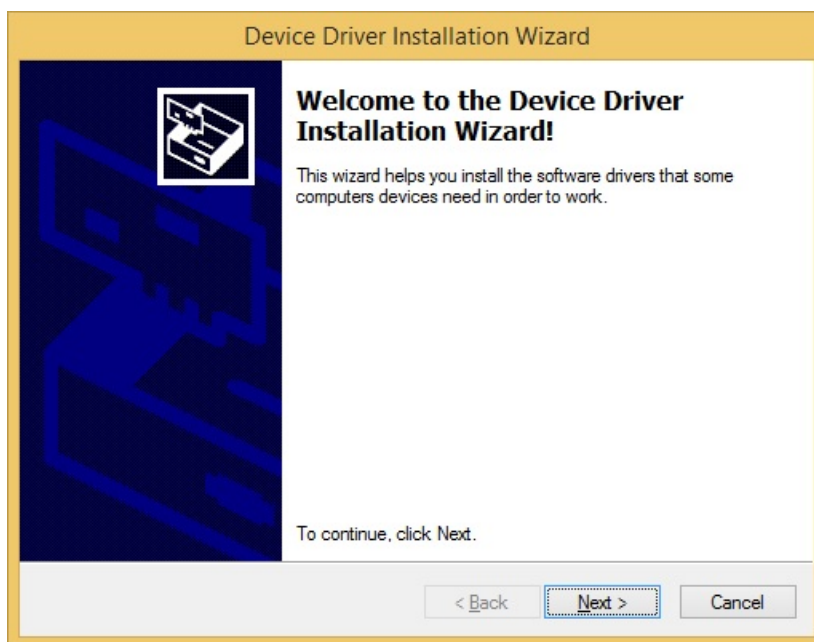 Device Driver Installation Wizard
Welcome to the Device Driver
Installation Wizard!
This wizard helps you install the software drivers that some
computers devices need in order to work.
To continue, click Next.
< Back
Next >
Cancel